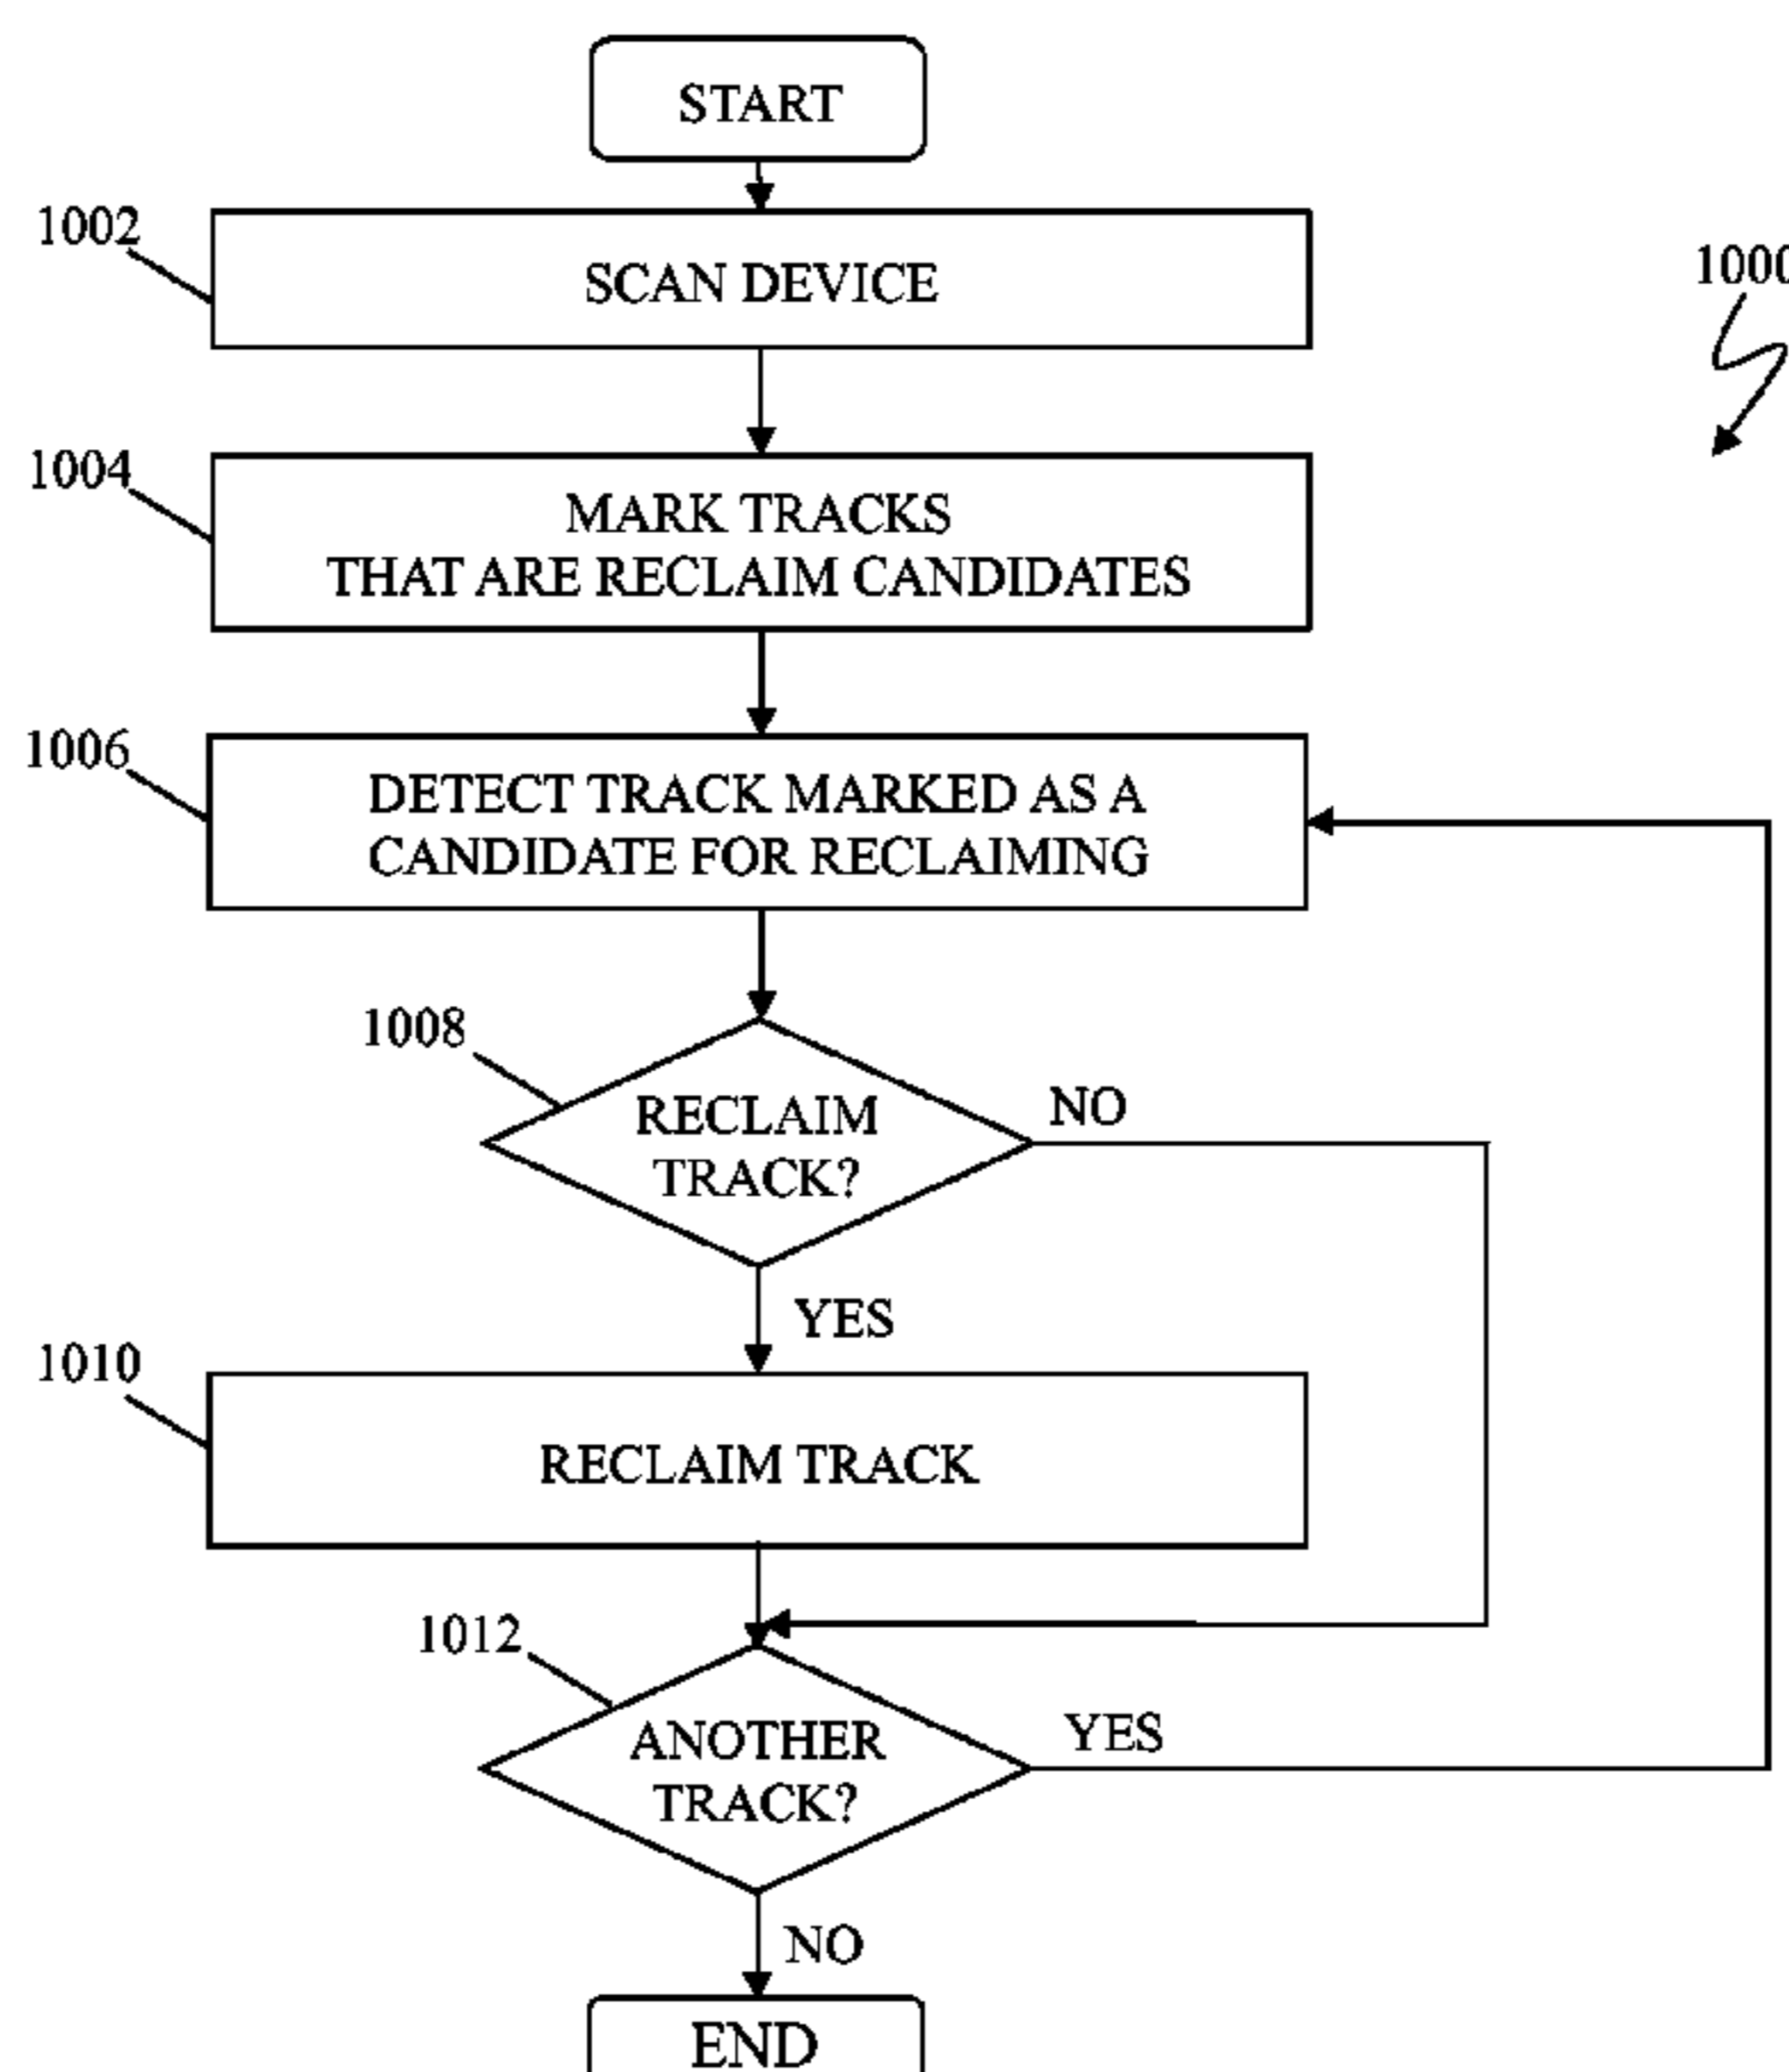 START
1002
SCAN DEVICE
1000
1004
MARK TRACKS
THAT ARE RECLAIM CANDIDATES
1006
DETECT TRACK MARKED AS A
CANDIDATE FOR RECLAIMING
1008
RECLAIM
TRACK?
NO
YES
1010
RECLAIM TRACK
1012
ANOTHER
TRACK?
YES
NO
END